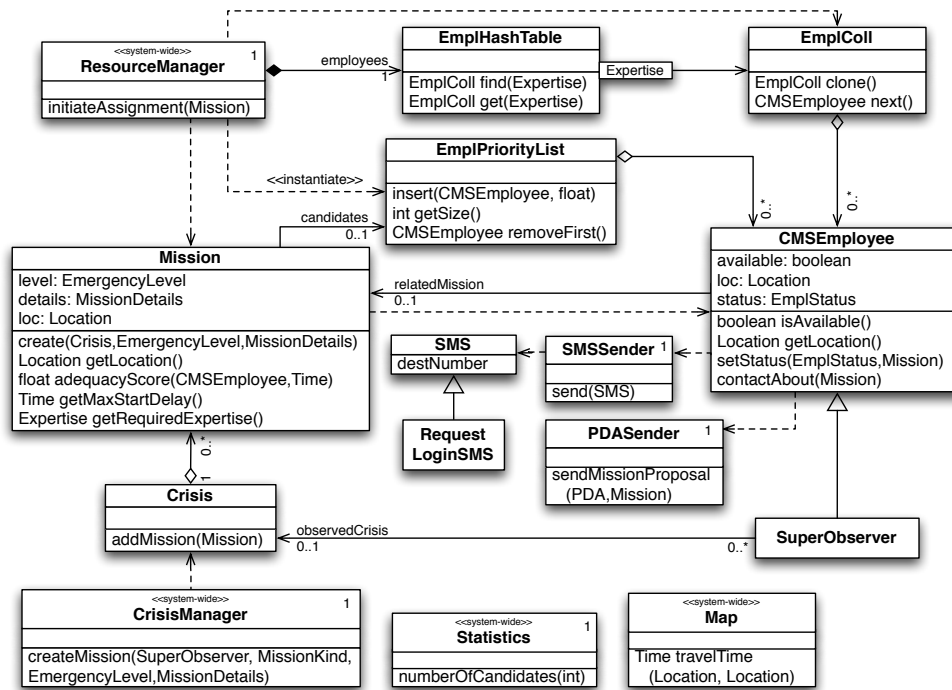 <<system-wide>>
1
ResourceManager
initiateAssignment(Mission)
employees
1
EmplHashTable
EmplColl find(Expertise)
EmplColl get(Expertise)
Expertise
EmplColl
EmplColl clone()
CMSEmployee next()
<<instantiate>>
EmplPriorityList
insert(CMSEmployee, float)
int getSize()
CMSEmployee removeFirst()
candidates
0..1
0..*
0..*
Mission
level: EmergencyLevel
details: MissionDetails
loc: Location
create(Crisis,EmergencyLevel,MissionDetails)
Location getLocation()
float adequacyScore(CMSEmployee,Time)
Time getMaxStartDelay()
Expertise getRequiredExpertise()
relatedMission
0..1
CMSEmployee
available: boolean
loc: Location
status: EmplStatus
boolean isAvailable()
Location getLocation()
setStatus(EmplStatus,Mission)
contactAbout(Mission)
SMS
destNumber
SMSSender
1
send(SMS)
Request
LoginSMS
PDASender
1
sendMissionProposal
(PDA,Mission)
0..*
1
Crisis
addMission(Mission)
observedCrisis
0..1
0..*
SuperObserver
<<system-wide>>
1
CrisisManager
createMission(SuperObserver, MissionKind,
EmergencyLevel,MissionDetails)
<<system-wide>>
1
Statistics
numberOfCandidates(int)
<<system-wide>>
Map
Time travelTime
(Location, Location)